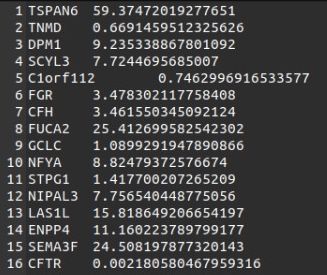 1 TSPAN6 59.37472019277651
2 TNMD 0.6691459512325626
3 DPM1 9.235338867801092
4 SCYL3 7.7244695685007
5 C1orf112 0.7462996916533577
6 FGR 3.478302117758408
7 CFH 3.461550345092124
8 FUCA2 25.412699582542302
9 GCLC 1.0899291947890866
10 NFYA 8.82479372576674
11 STPG1 1.417700207265209
12 NIPAL3 7.756540448775056
13 LAS1L 15.818649206654197
14 ENPP4 11.160223789799177
15 SEMA3F 24.508197877320143
16 CFTR 0.002180580467959316